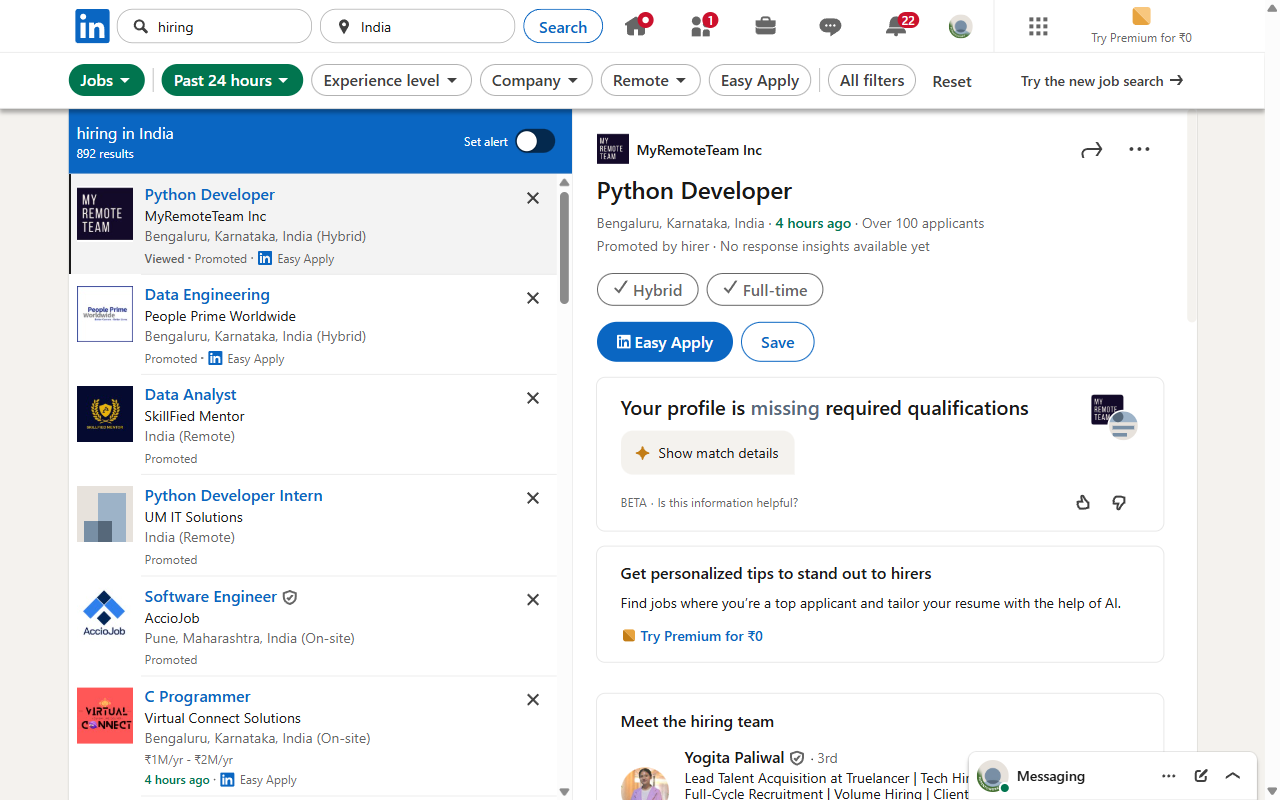 in
hiring
India
Search
1
22
Try Premium for ₹0
Jobs
Past 24 hours
Experience level
Company
Remote
Easy Apply
All filters
Reset
Try the new job search →
hiring in India
892 results
Set alert
MY REMOTE TEAM
Python Developer
MyRemoteTeam Inc
Bengaluru, Karnataka, India (Hybrid)
Viewed · Promoted · in Easy Apply
People Prime
Worldwide
Data Engineering
People Prime Worldwide
Bengaluru, Karnataka, India (Hybrid)
Promoted · in Easy Apply
SKILLFIED MENTOR
Data Analyst
SkillFied Mentor
India (Remote)
Promoted
Python Developer Intern
UM IT Solutions
India (Remote)
Promoted
AccioJob
Software Engineer
AccioJob
Pune, Maharashtra, India (On-site)
Promoted
VIRTUAL
CONNECT
C Programmer
Virtual Connect Solutions
Bengaluru, Karnataka, India (On-site)
₹1M/yr - ₹2M/yr
4 hours ago · in Easy Apply
MY REMOTE TEAM
MyRemoteTeam Inc
Python Developer
Bengaluru, Karnataka, India · 4 hours ago · Over 100 applicants
Promoted by hirer · No response insights available yet
Hybrid
Full-time
in Easy Apply
Save
Your profile is missing required qualifications
MY REMOTE TEAM
Show match details
BETA · Is this information helpful?
Get personalized tips to stand out to hirers
Find jobs where you’re a top applicant and tailor your resume with the help of AI.
Try Premium for ₹0
Meet the hiring team
Yogita Paliwal · 3rd
Lead Talent Acquisition at Truelancer | Tech Hir
Full-Cycle Recruitment | Volume Hiring | Client
Messaging